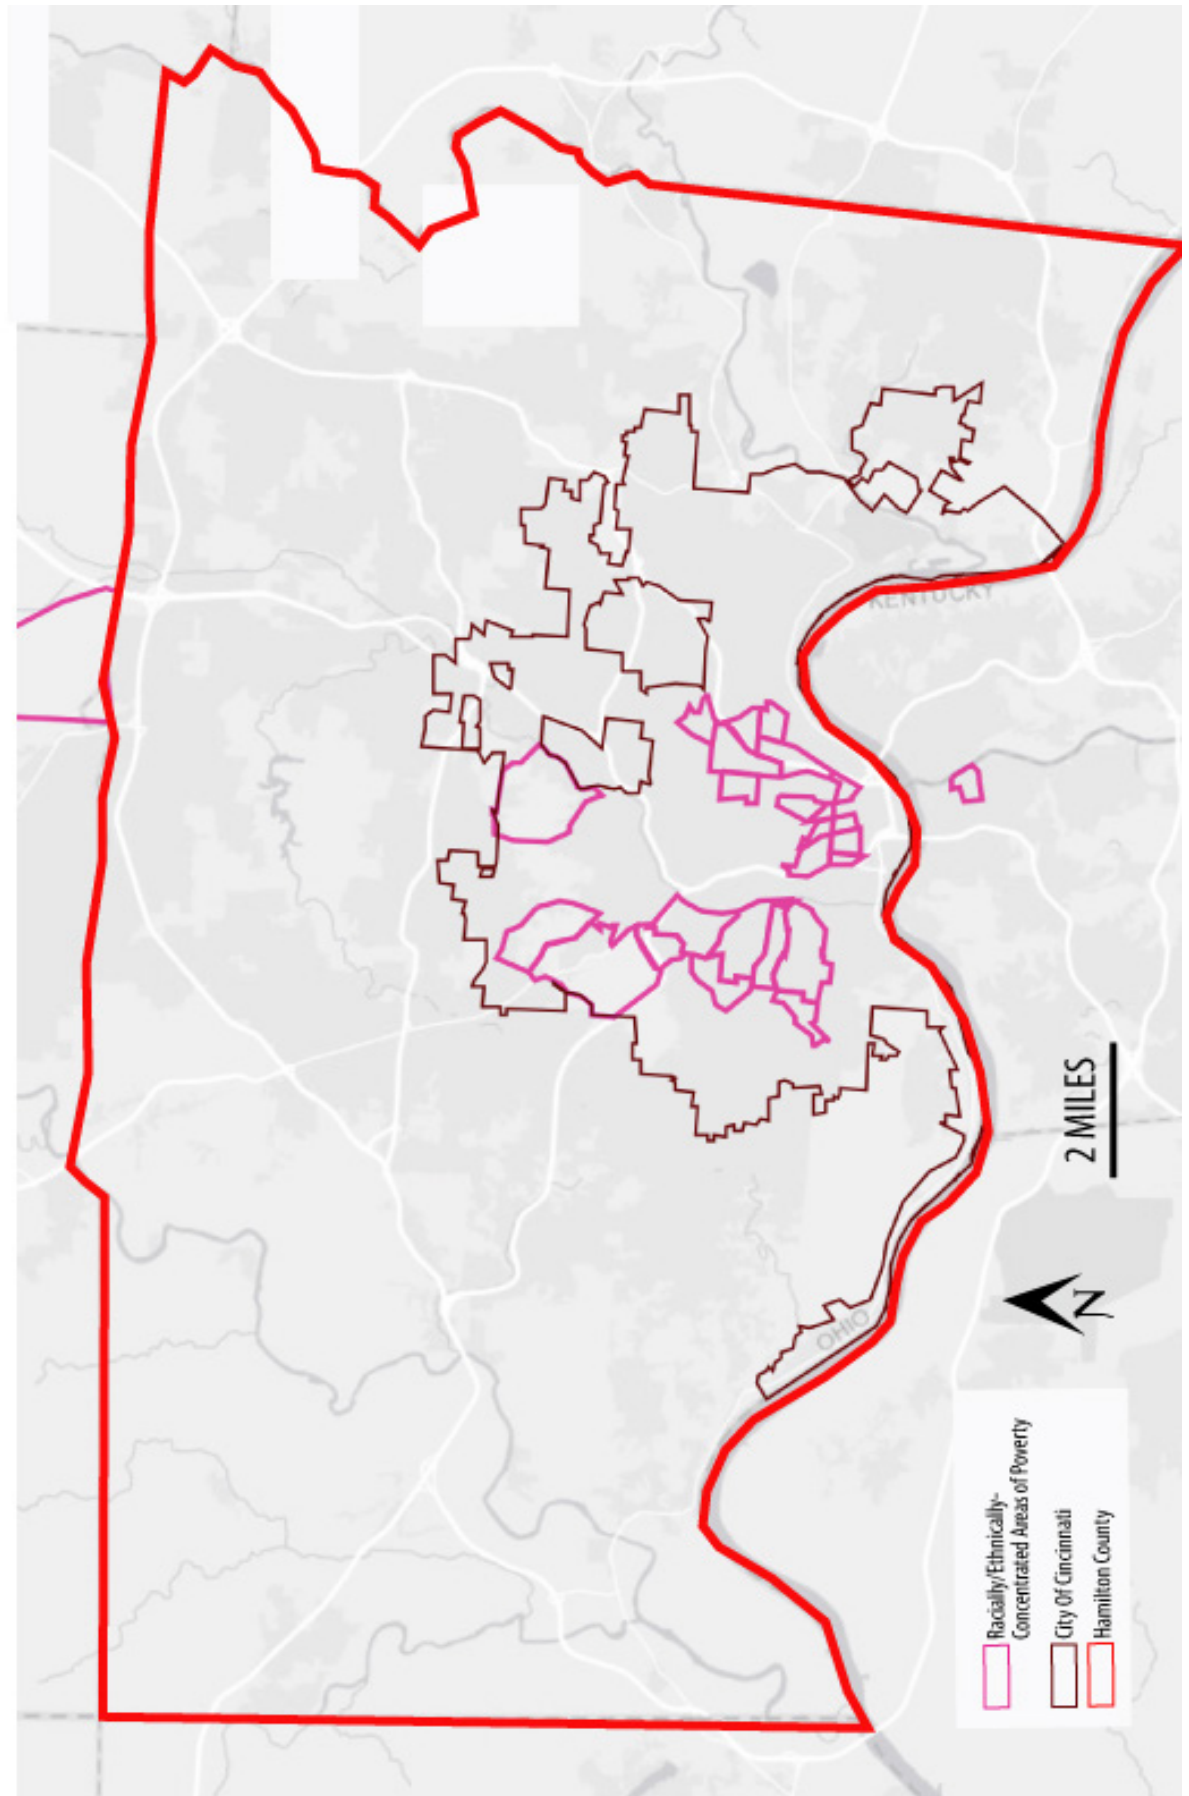 KENTUCKY
OHIO
2 MILES
N
Racially/Ethnically-
Concentrated Areas of Poverty
City Of Cincinnati
Hamilton County